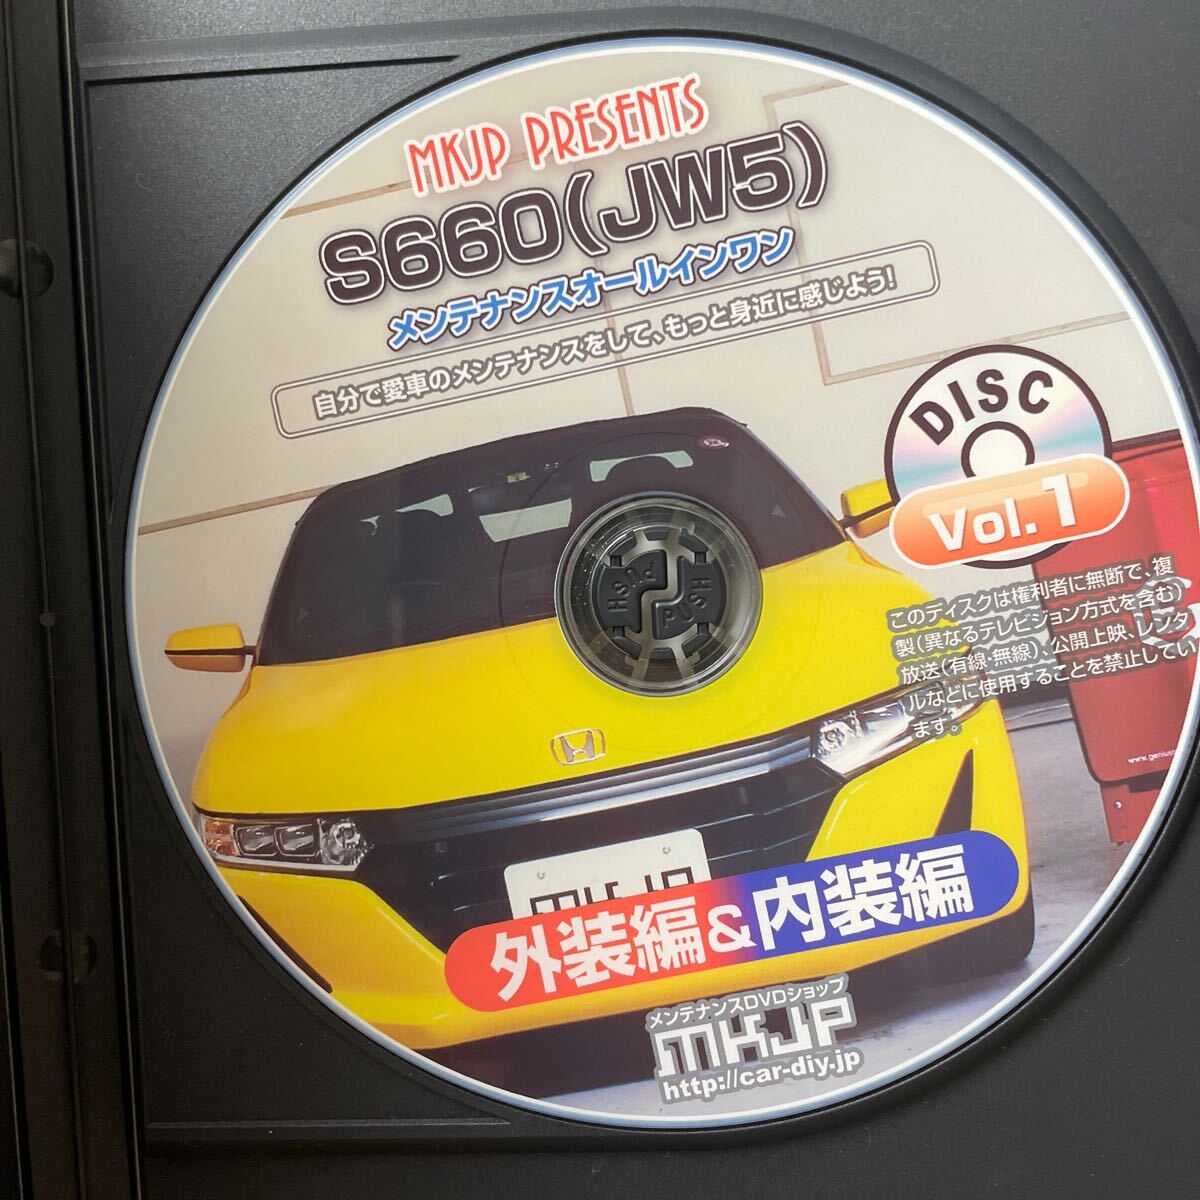 MKJP PRESENTS
S660(JW5)
メンテナンスオールインワン
自分で愛車のメンテナンスをして、もっと身近に感じよう!
DISC
Vol.1
このディスクは権利者に無断で、複
製(異なるテレビジョン方式を含む)
放送(有線・無線)、公開上映、レンタ
ルなどに使用することを禁止してい
ます。
PUSH
PUSH
MKJP
外装編&内装編
メンテナンスDVDショップ
MKJP
http://car-diy.jp